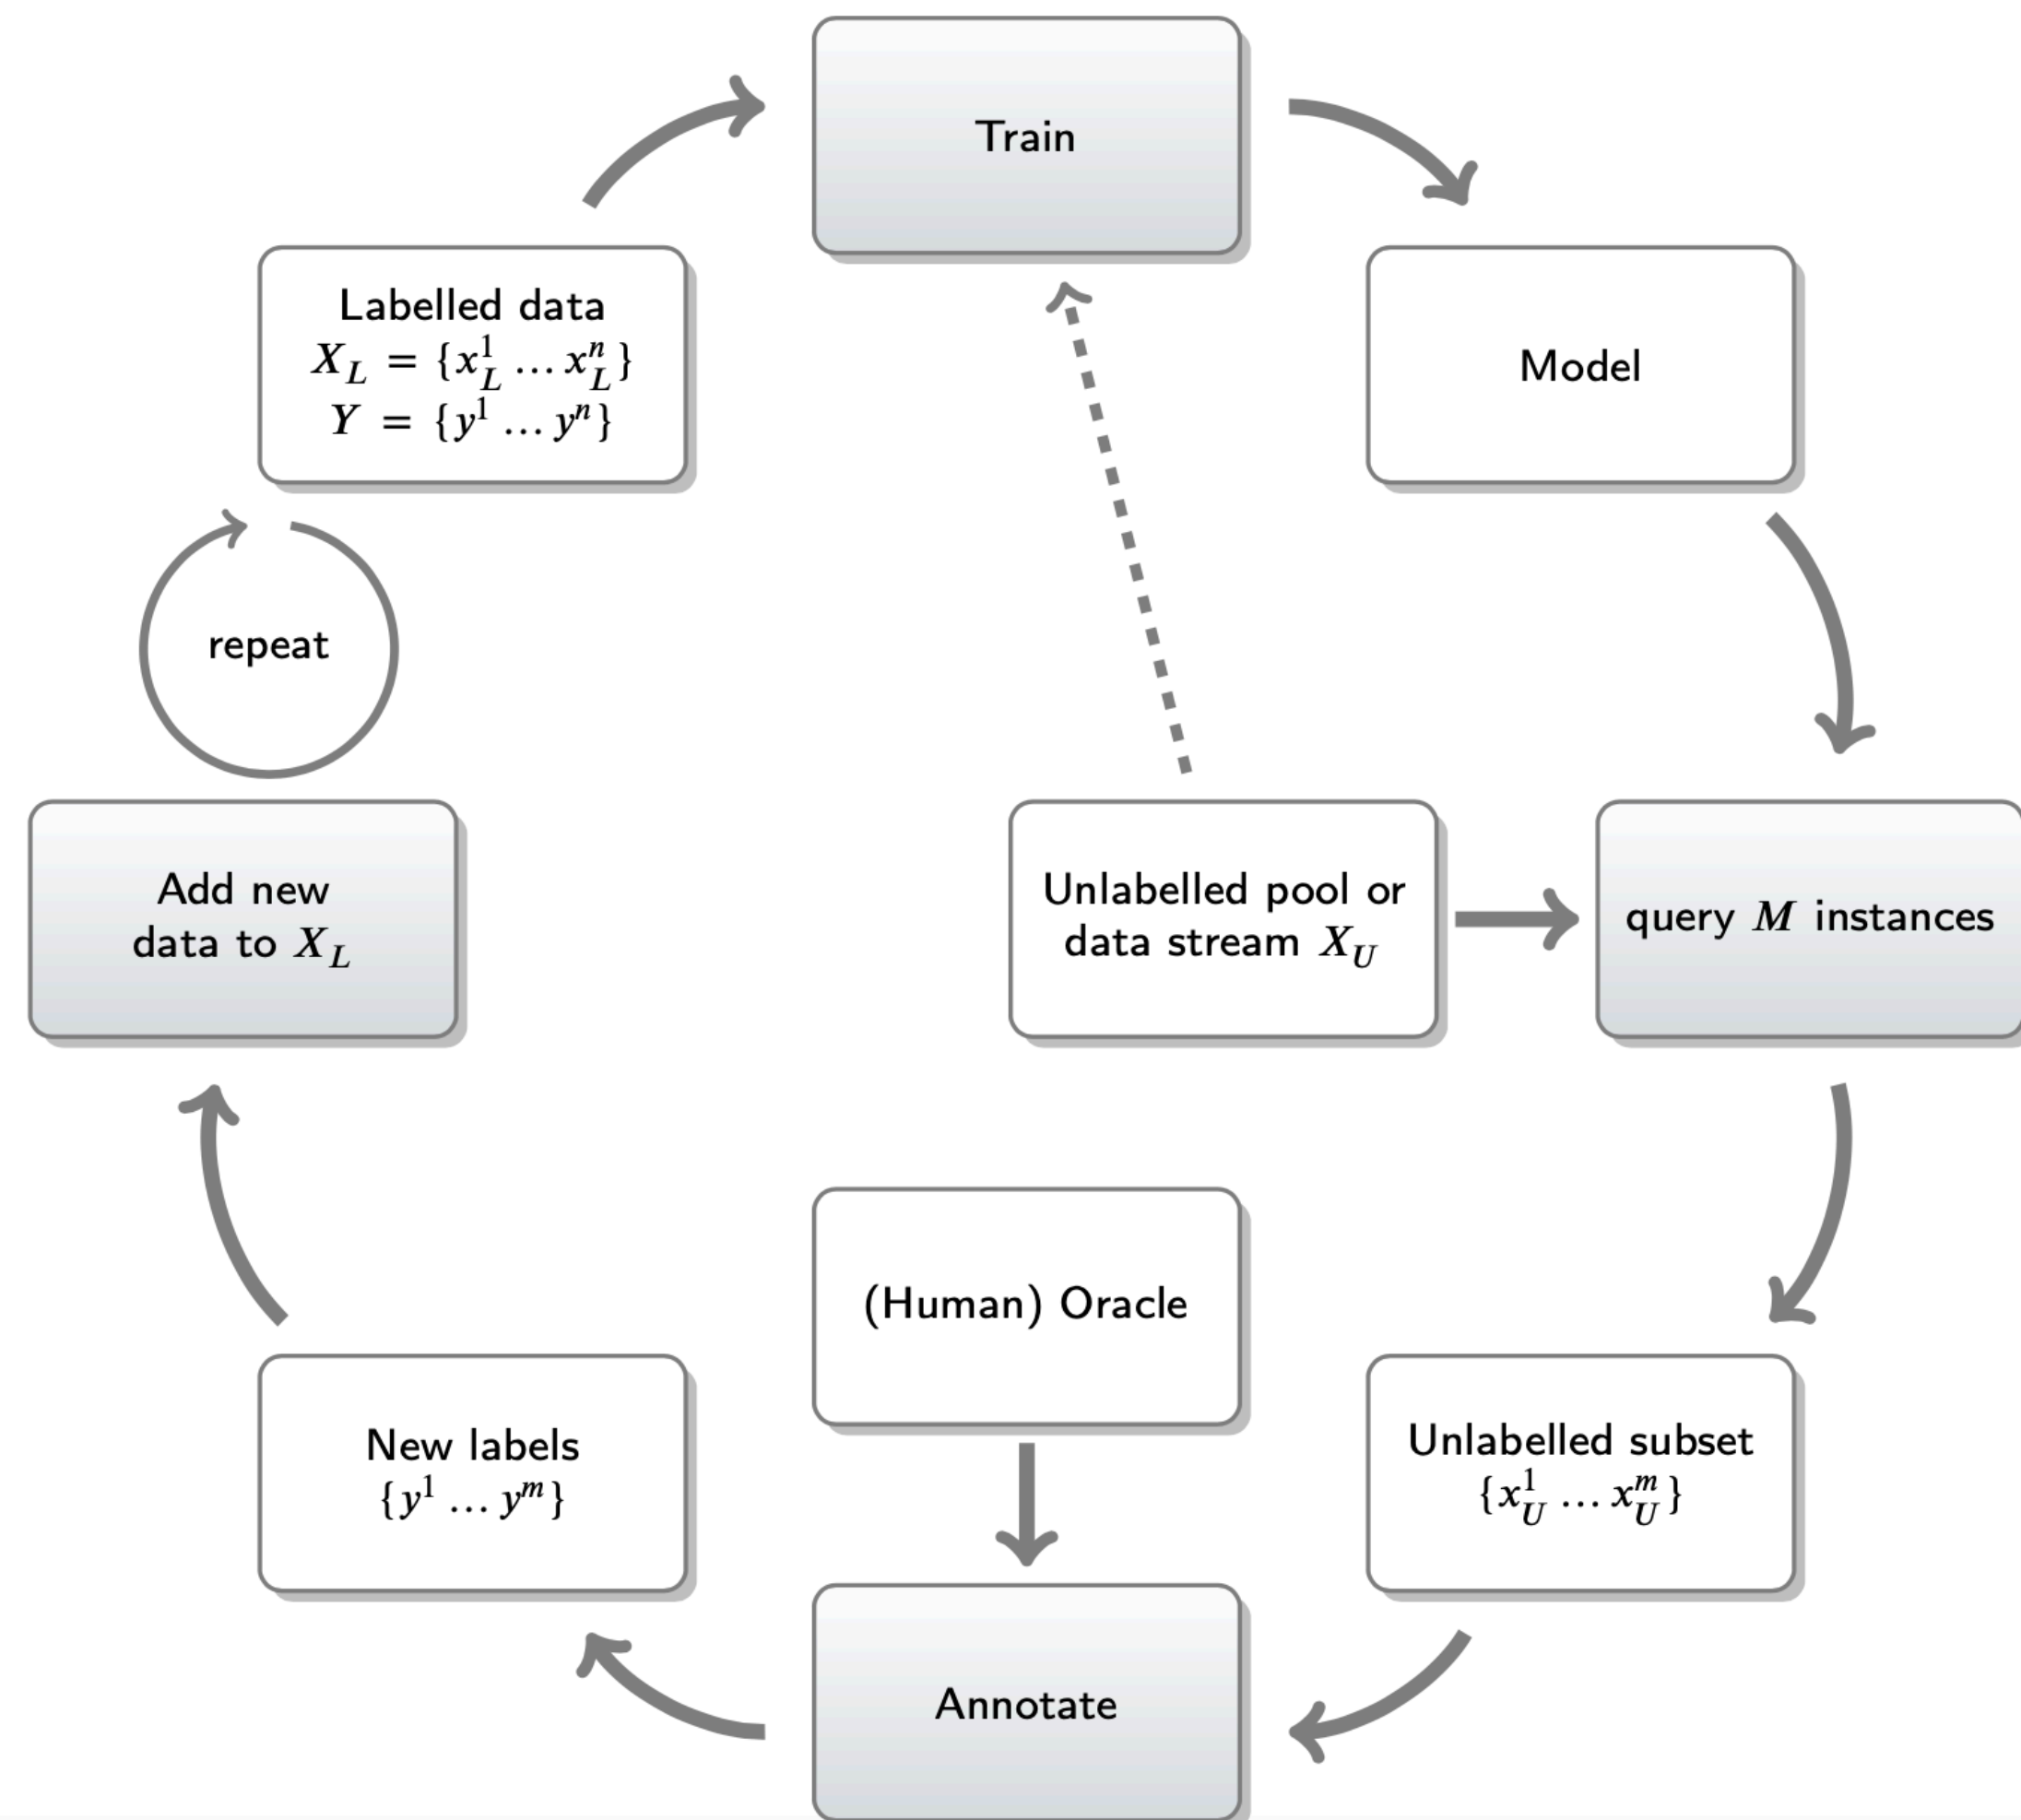 Train
Labelled data
X_L = {x_L^1 … x_L^n}
Y = {y^1 … y^n}
Model
repeat
Add new
data to X_L
Unlabelled pool or
data stream X_U
query M instances
(Human) Oracle
New labels
{y^1 … y^m}
Unlabelled subset
{x_U^1 … x_U^m}
Annotate